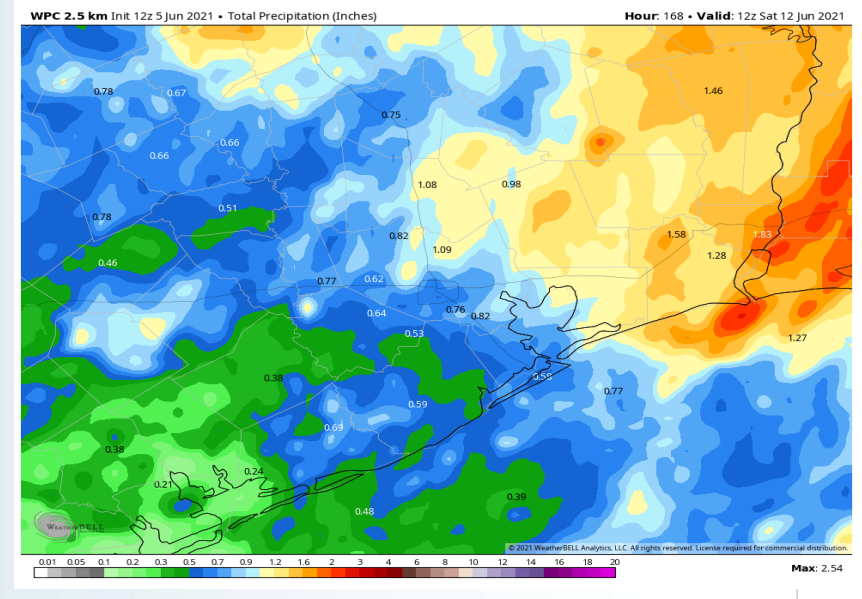 WPC 2.5 km Init 12z 5 Jun 2021 • Total Precipitation (Inches) Hour: 168 • Valid: 12z Sat 12 Jun 2021
0.78 0.67 1.46
0.75
0.66 0.66
1.08 0.98
0.78 0.51
0.82 1.58 1.83
1.09 1.28
0.46
0.77 0.62
0.64 0.76 0.82
0.53 1.27
0.38 0.58
0.59 0.77
0.69
0.38
0.24
0.21
0.39
0.48
WEATHERBELL
© 2021 WeatherBELL Analytics, LLC. All rights reserved. License required for commercial distribution.
0.01 0.05 0.1 0.2 0.3 0.5 0.7 0.9 1.2 1.6 2 3 4 6 8 10 12 14 16 18 20
Max: 2.54